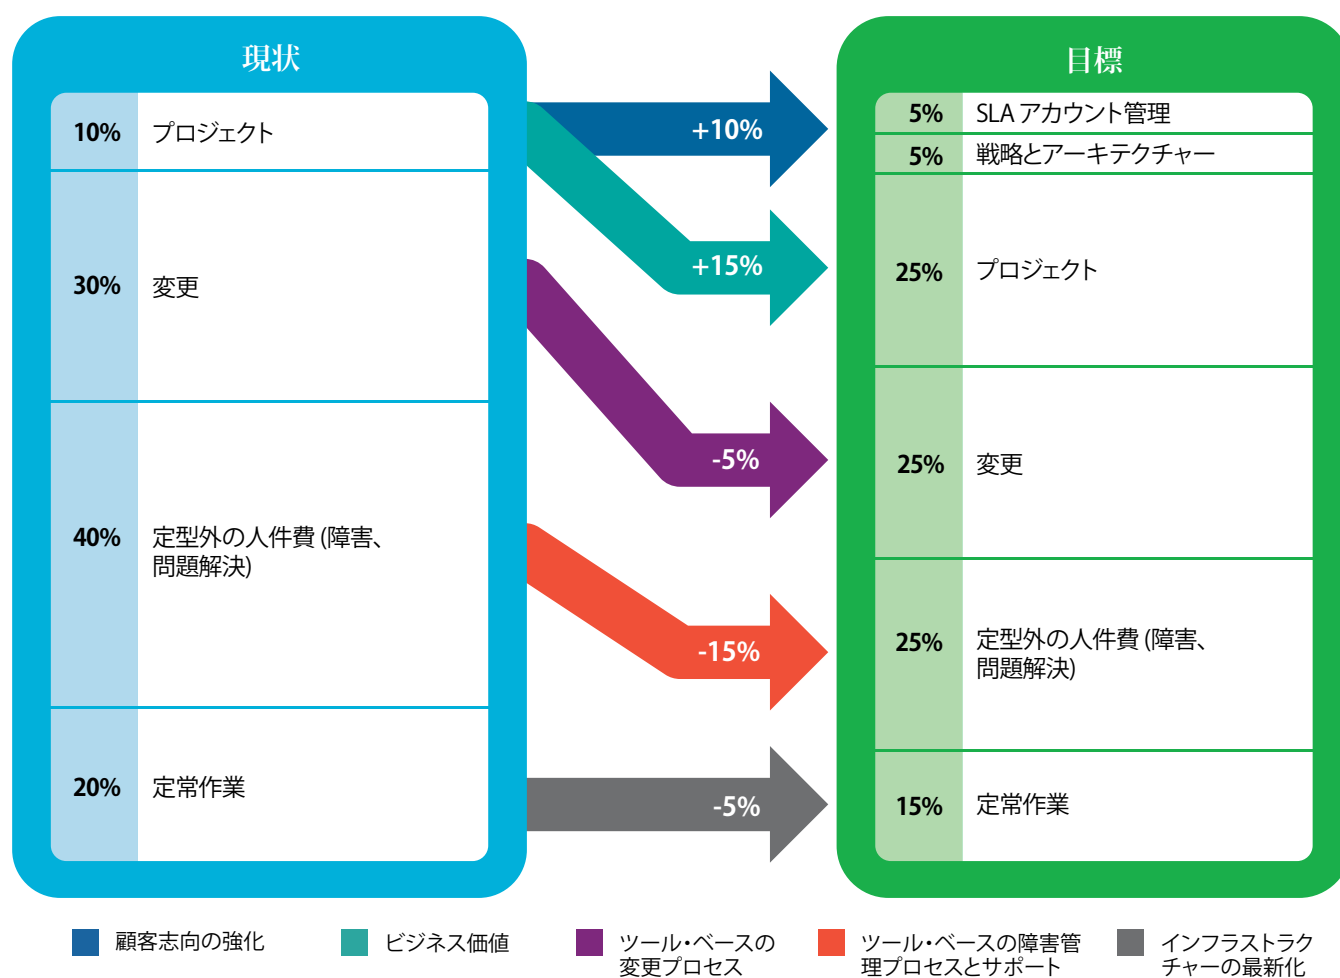 現状
10% プロジェクト
30% 変更
40% 定型外の人件費 (障害、
問題解決)
20% 定常作業
+10%
+15%
-5%
-15%
-5%
目標
5% SLA アカウント管理
5% 戦略とアーキテクチャー
25% プロジェクト
25% 変更
25% 定型外の人件費 (障害、
問題解決)
15% 定常作業
顧客志向の強化
ビジネス価値
ツール・ベースの
変更プロセス
ツール・ベースの障害管
理プロセスとサポート
インフラストラク
チャーの最新化